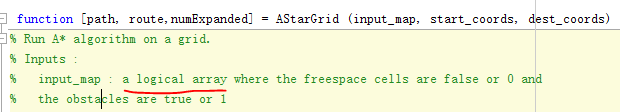 function [path, route,numExpanded] = AStarGrid (input_map, start_coords, dest_coords)
% Run A* algorithm on a grid.
% Inputs :
%   input_map : a logical array where the freespace cells are false or 0 and
%   the obstacles are true or 1